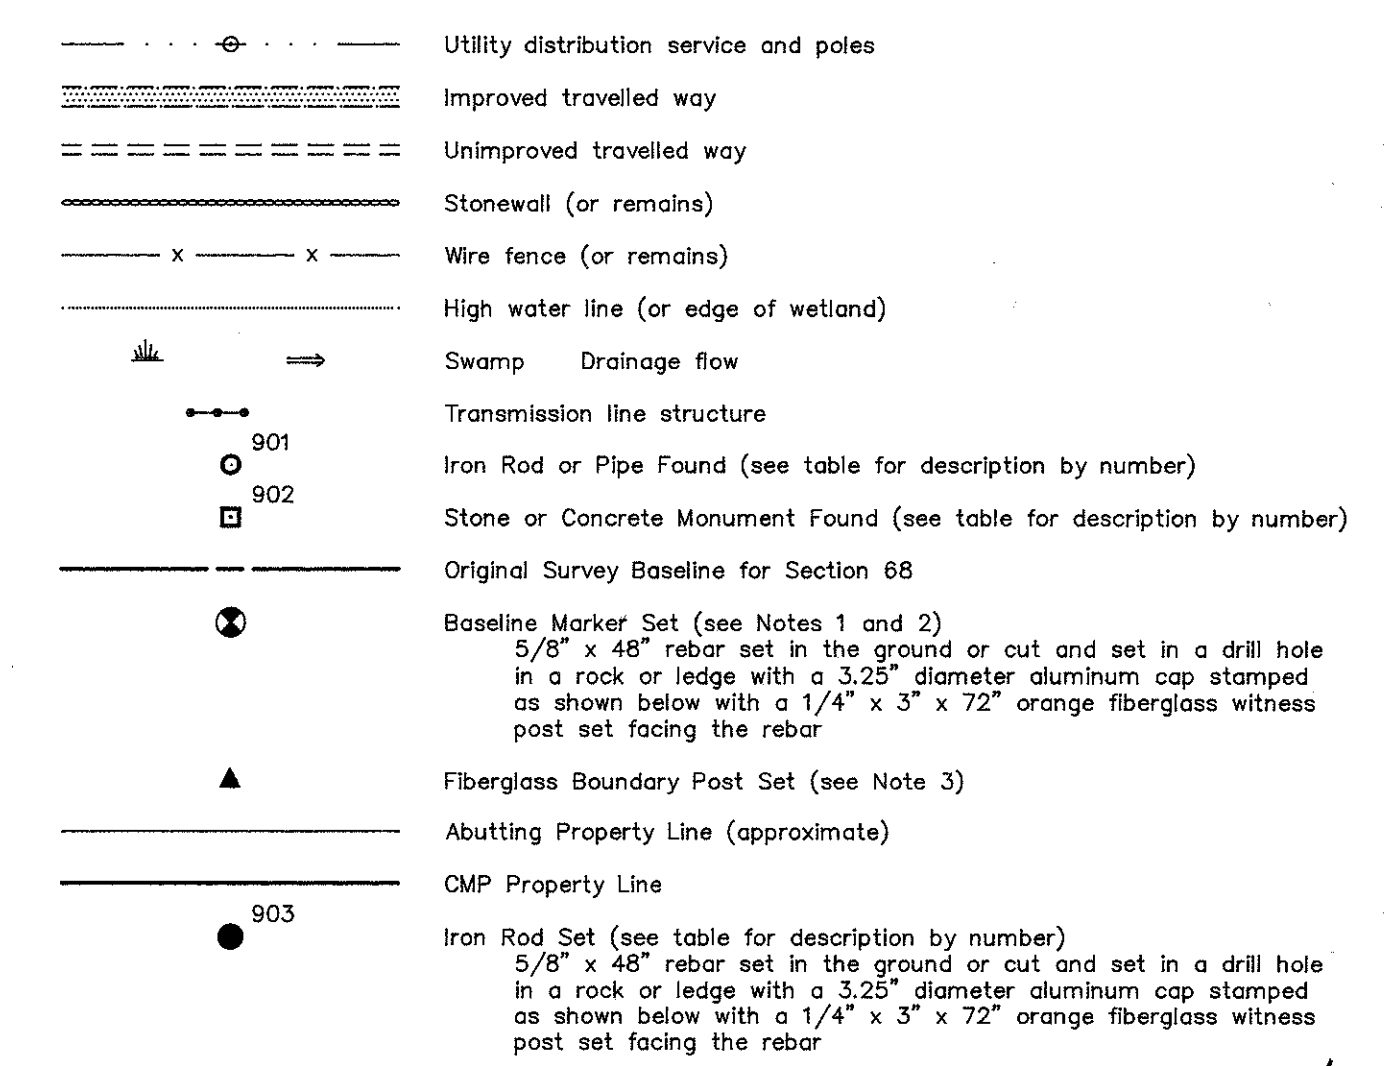 Utility distribution service and poles
Improved travelled way
Unimproved travelled way
Stonewall (or remains)
x x Wire fence (or remains)
High water line (or edge of wetland)
Swamp Drainage flow
Transmission line structure
901
Iron Rod or Pipe Found (see table for description by number)
902
Stone or Concrete Monument Found (see table for description by number)
Original Survey Baseline for Section 68
Baseline Marker Set (see Notes 1 and 2)
5/8" x 48" rebar set in the ground or cut and set in a drill hole
in a rock or ledge with a 3.25" diameter aluminum cap stamped
as shown below with a 1/4" x 3" x 72" orange fiberglass witness
post set facing the rebar
Fiberglass Boundary Post Set (see Note 3)
Abutting Property Line (approximate)
CMP Property Line
903
Iron Rod Set (see table for description by number)
5/8" x 48" rebar set in the ground or cut and set in a drill hole
in a rock or ledge with a 3.25" diameter aluminum cap stamped
as shown below with a 1/4" x 3" x 72" orange fiberglass witness
post set facing the rebar